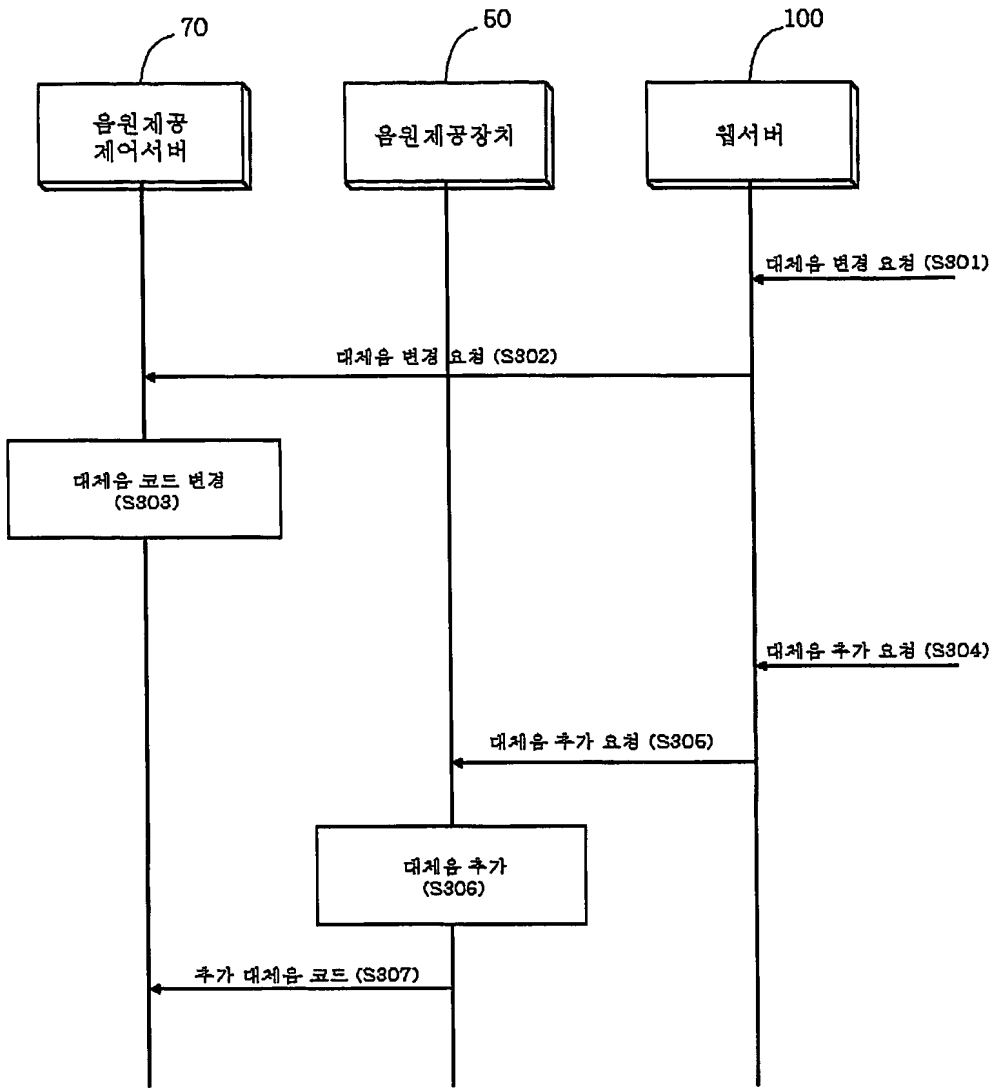 70
50
100
음원제공
제어서버
음원제공장치
웹서버
대체음 변경 요청 (S301)
대체음 변경 요청 (S302)
대체음 코드 변경
(S303)
대체음 추가 요청 (S304)
대체음 추가 요청 (S305)
대체음 추가
(S306)
추가 대체음 코드 (S307)